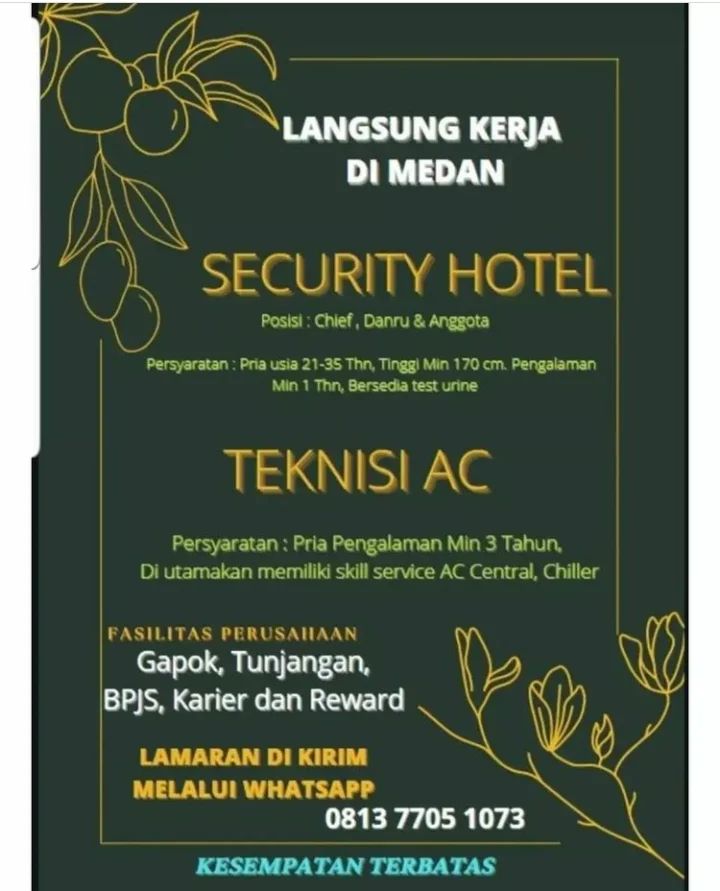 LANGSUNG KERJA
DI MEDAN
SECURITY HOTEL
Posisi : Chief , Danru & Anggota
Persyaratan : Pria usia 21-35 Thn, Tinggi Min 170 cm. Pengalaman
Min 1 Thn, Bersedia test urine
TEKNISI AC
Persyaratan : Pria Pengalaman Min 3 Tahun,
Di utamakan memiliki skill service AC Central, Chiller
FASILITAS PERUSAHAAN
Gapok, Tunjangan,
BPJS, Karier dan Reward
LAMARAN DI KIRIM
MELALUI WHATSAPP
0813 7705 1073
KESEMPATAN TERBATAS